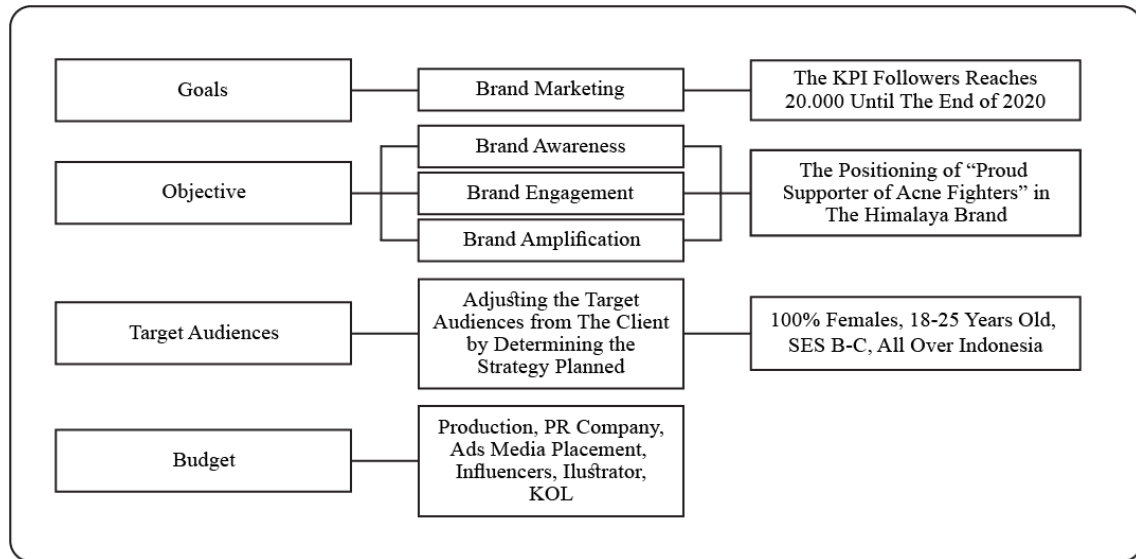 Goals
Brand Marketing
The KPI Followers Reaches
20.000 Until The End of 2020
Objective
Brand Awareness
Brand Engagement
Brand Amplification
The Positioning of “Proud
Supporter of Acne Fighters” in
The Himalaya Brand
Target Audiences
Adjusting the Target
Audiences from The Client
by Determining the
Strategy Planned
100% Females, 18-25 Years Old,
SES B-C, All Over Indonesia
Budget
Production, PR Company,
Ads Media Placement,
Influencers, Ilustrator,
KOL